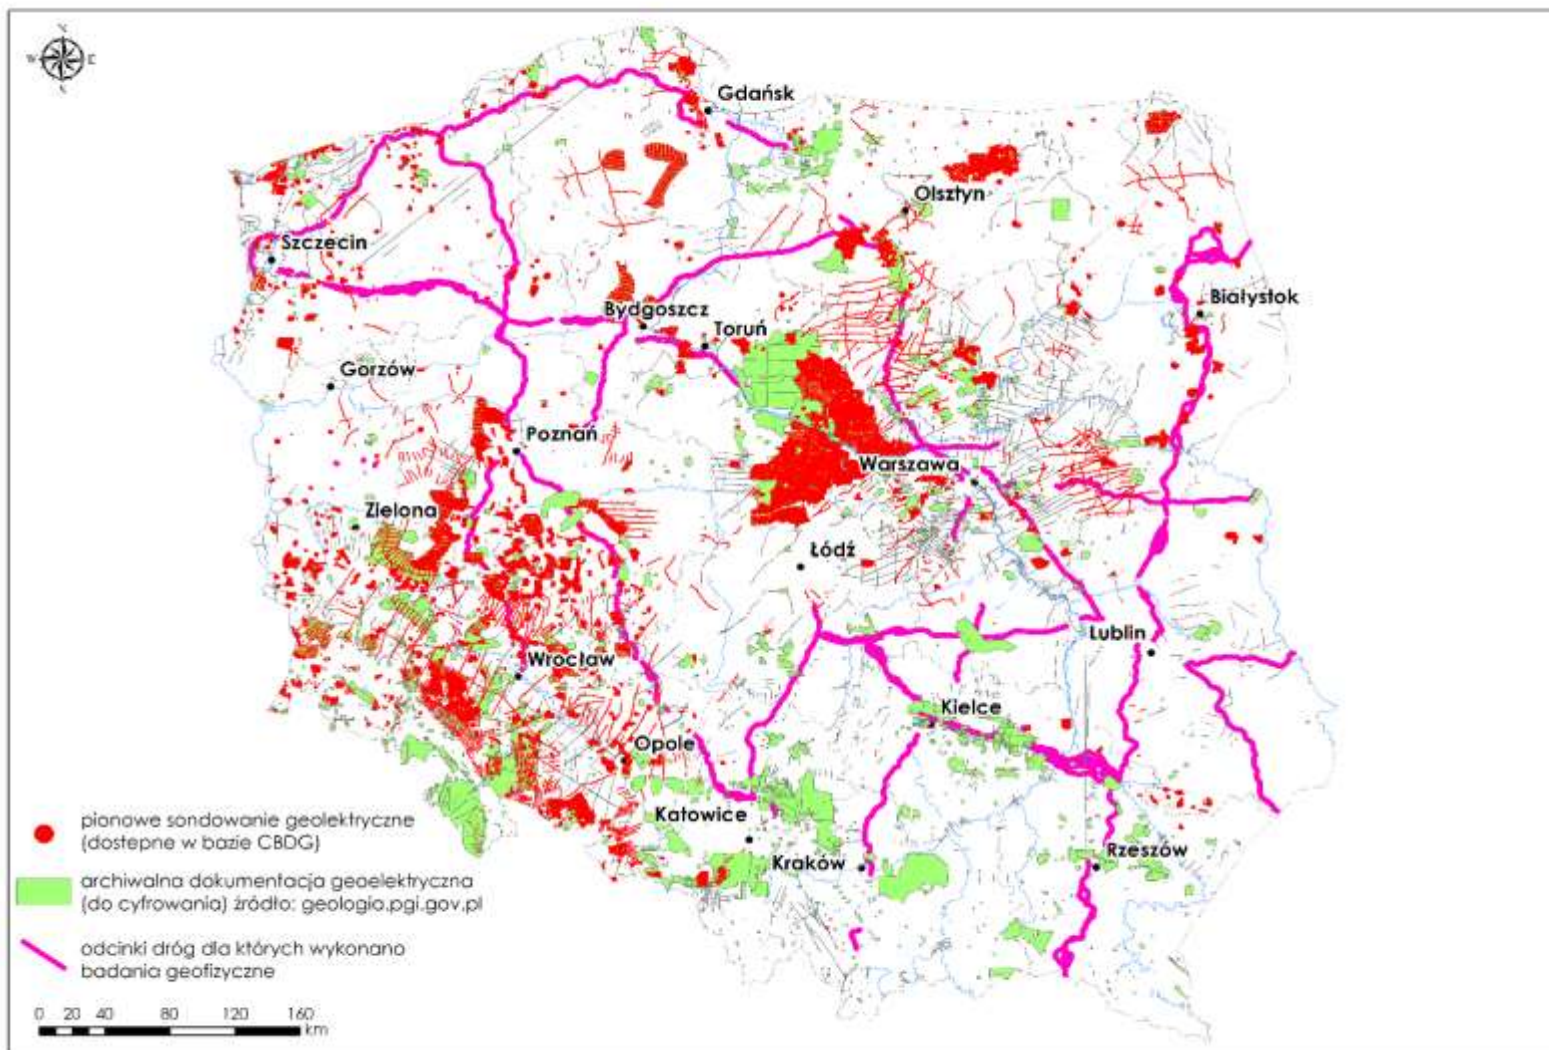 Gdańsk
Olsztyn
Szczecin
Białystok
Bydgoszcz
Toruń
Gorzów
Poznań
Warszawa
Zielona
Łódź
Lublin
Wrocław
Kielce
Opole
Katowice
Kraków
Rzeszów
pionowe sondowanie geolektryczne
(dostepne w bazie CBDG)
archiwalna dokumentacja geoelektryczna
(do cyfrowania) źródło: geologia.pgi.gov.pl
odcinki dróg dla których wykonano
badania geofizyczne
0 20 40 80 120 160
km